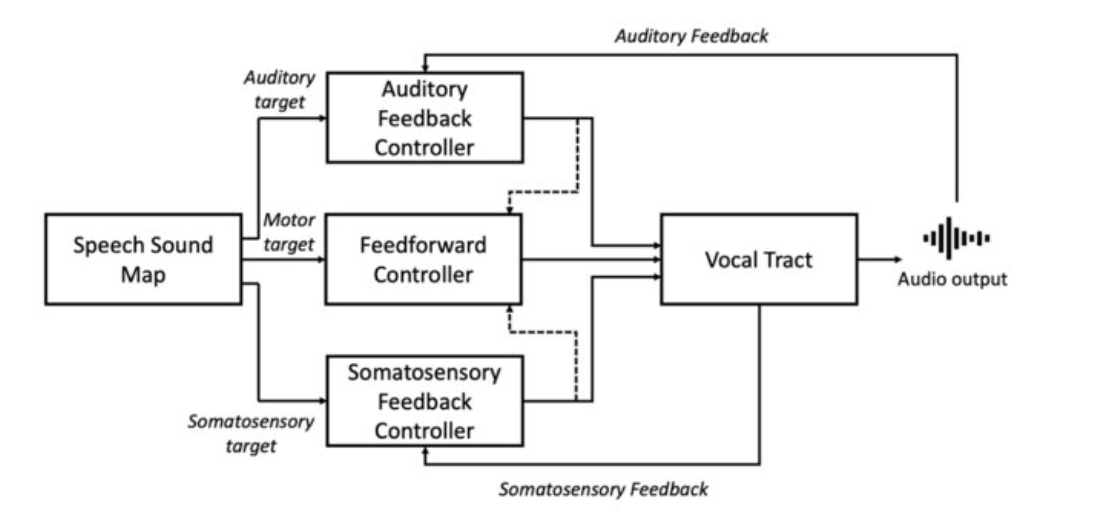 Auditory Feedback
Auditory
target
Auditory
Feedback
Controller
Speech Sound
Map
Motor
target
Feedforward
Controller
Vocal Tract
Audio output
Somatosensory
target
Somatosensory
Feedback
Controller
Somatosensory Feedback